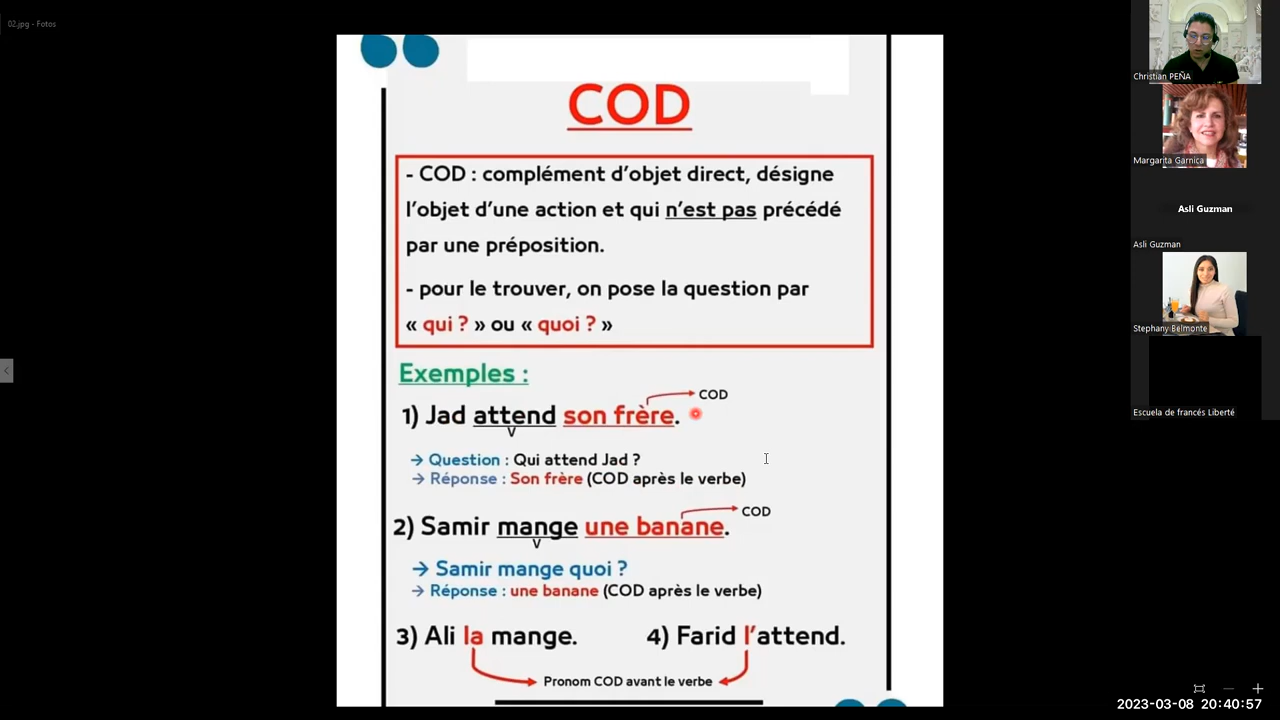 02.jpg - Fotos
COD
- COD : complément d'objet direct, désigne
l'objet d'une action et qui n'est pas précédé
par une préposition.
- pour le trouver, on pose la question par
« qui ? » ou « quoi ? »
Exemples :
COD
1) Jad attend son frère.
V
→ Question : Qui attend Jad ?
→ Réponse : Son frère (COD après le verbe)
COD
2) Samir mange une banane.
V
→ Samir mange quoi ?
→ Réponse : une banane (COD après le verbe)
3) Ali la mange.
4) Farid l'attend.
Pronom COD avant le verbe
Christian PEÑA
Margarita Garnica
Asli Guzman
Asli Guzman
Stephany Belmonte
Escuela de francés Liberté
2023-03-08 20:40:57